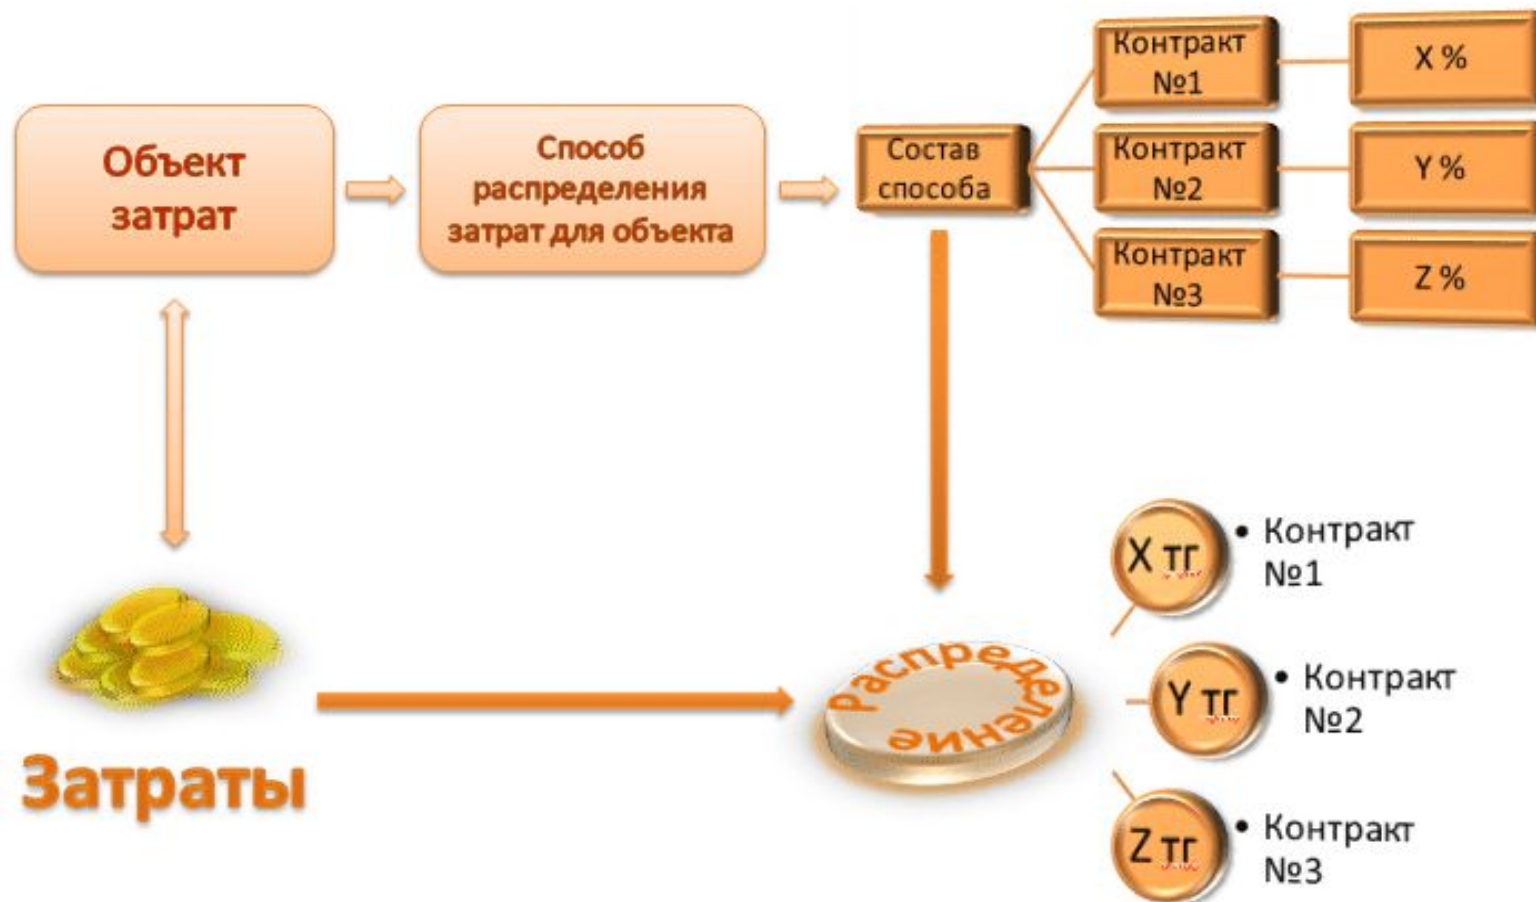 Объект
затрат
Способ
распределения
затрат для объекта
Состав
способа
Контракт
№1
X %
Контракт
№2
Y %
Контракт
№3
Z %
Затраты
Распределение
X тг
• Контракт
№1
Y тг
• Контракт
№2
Z тг
• Контракт
№3